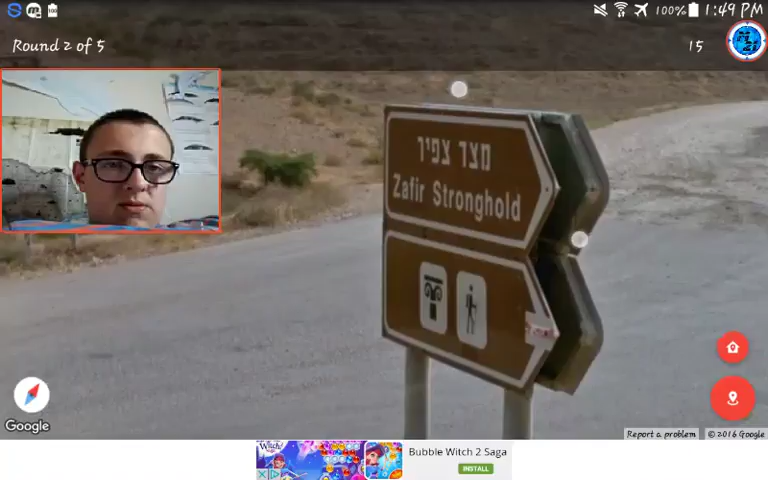 100% 1:49 PM
Round 2 of 5
15
מצד צפיר
Zafir Stronghold
Google
Report a problem
© 2016 Google
Witch
Bubble Witch 2 Saga
INSTALL